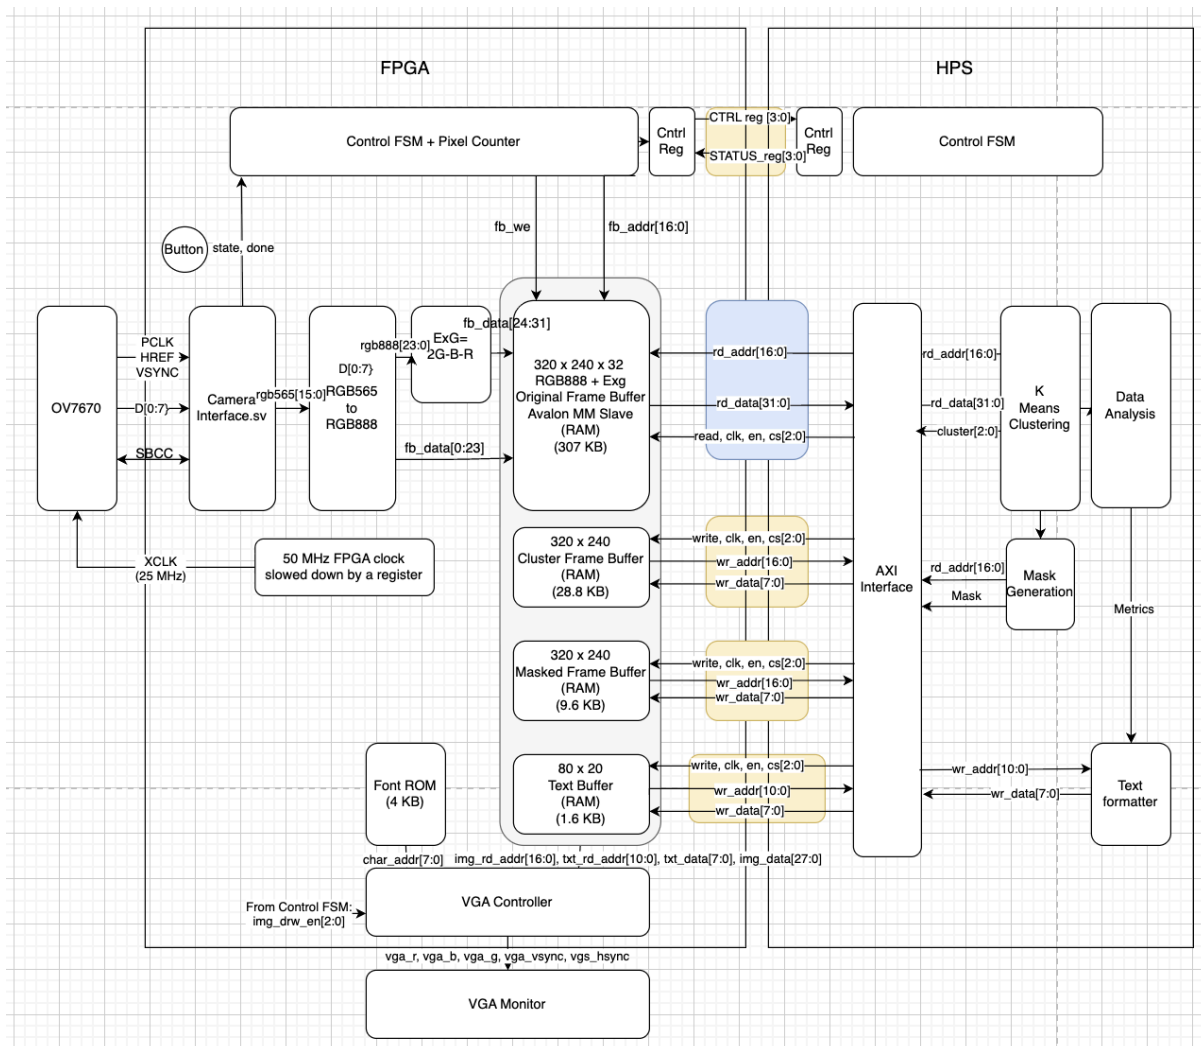 FPGA
HPS
Control FSM + Pixel Counter
Cntrl
Reg
CTRL reg [3:0]
STATUS_reg[3:0]
Cntrl
Reg
Control FSM
Button
state, done
fb_we
fb_addr[16:0]
OV7670
PCLK
HREF
VSYNC
D[0:7]}
SBCC
Camera
Interface.sv
rgb565[15:0]
D[0:7}
RGB565
to
RGB888
rgb888[23:0]
ExG=
2G-B-R
fb_data[24:31]
fb_data[0:23]
320 x 240 x 32
RGB888 + Exg
Original Frame Buffer
Avalon MM Slave
(RAM)
(307 KB)
rd_addr[16:0]
rd_data[31:0]
read, clk, en, cs[2:0]
rd_addr[16:0]
rd_data[31:0]
cluster[2:0]
K
Means
Clustering
Data
Analysis
XCLK
(25 MHz)
50 MHz FPGA clock
slowed down by a register
320 x 240
Cluster Frame Buffer
(RAM)
(28.8 KB)
write, clk, en, cs[2:0]
wr_addr[16:0]
wr_data[7:0]
AXI
Interface
rd_addr[16:0]
Mask
Mask
Generation
Metrics
320 x 240
Masked Frame Buffer
(RAM)
(9.6 KB)
write, clk, en, cs[2:0]
wr_addr[16:0]
wr_data[7:0]
Font ROM
(4 KB)
80 x 20
Text Buffer
(RAM)
(1.6 KB)
write, clk, en, cs[2:0]
wr_addr[10:0]
wr_data[7:0]
wr_addr[10:0]
wr_data[7:0]
Text
formatter
char_addr[7:0]
img_rd_addr[16:0], txt_rd_addr[10:0], txt_data[7:0], img_data[27:0]
From Control FSM:
img_drw_en[2:0]
VGA Controller
vga_r, vga_b, vga_g, vga_vsync, vgs_hsync
VGA Monitor